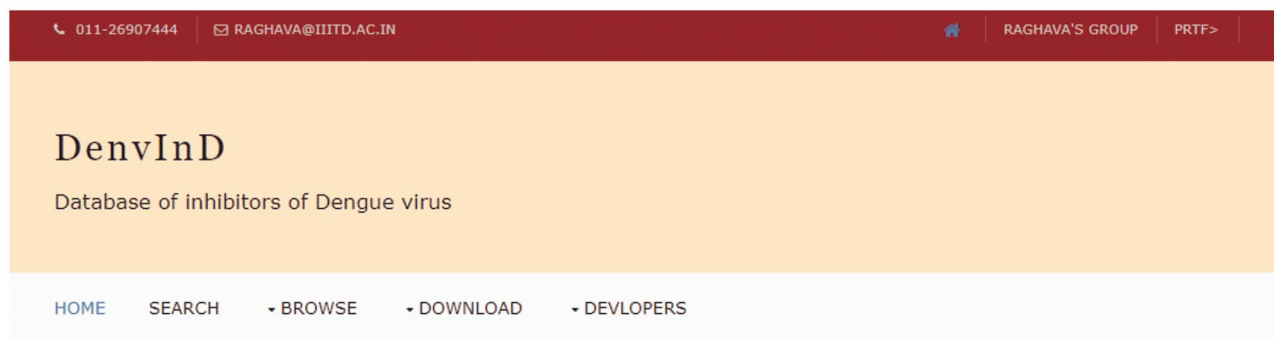 011-26907444 RAGHAVA@IIITD.AC.IN RAGHAVA'S GROUP PRTF>
DenvInD
Database of inhibitors of Dengue virus
HOME SEARCH BROWSE DOWNLOAD DEVLOPERS